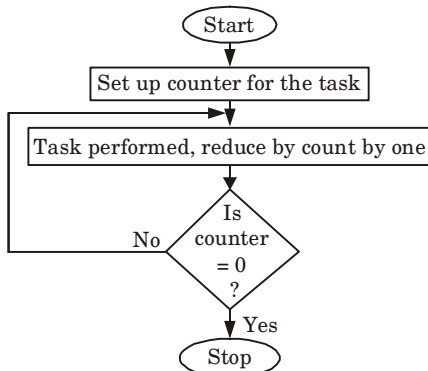 Start
Set up counter for the task
Task performed, reduce by count by one
Is
counter
= 0
?
No
Yes
Stop